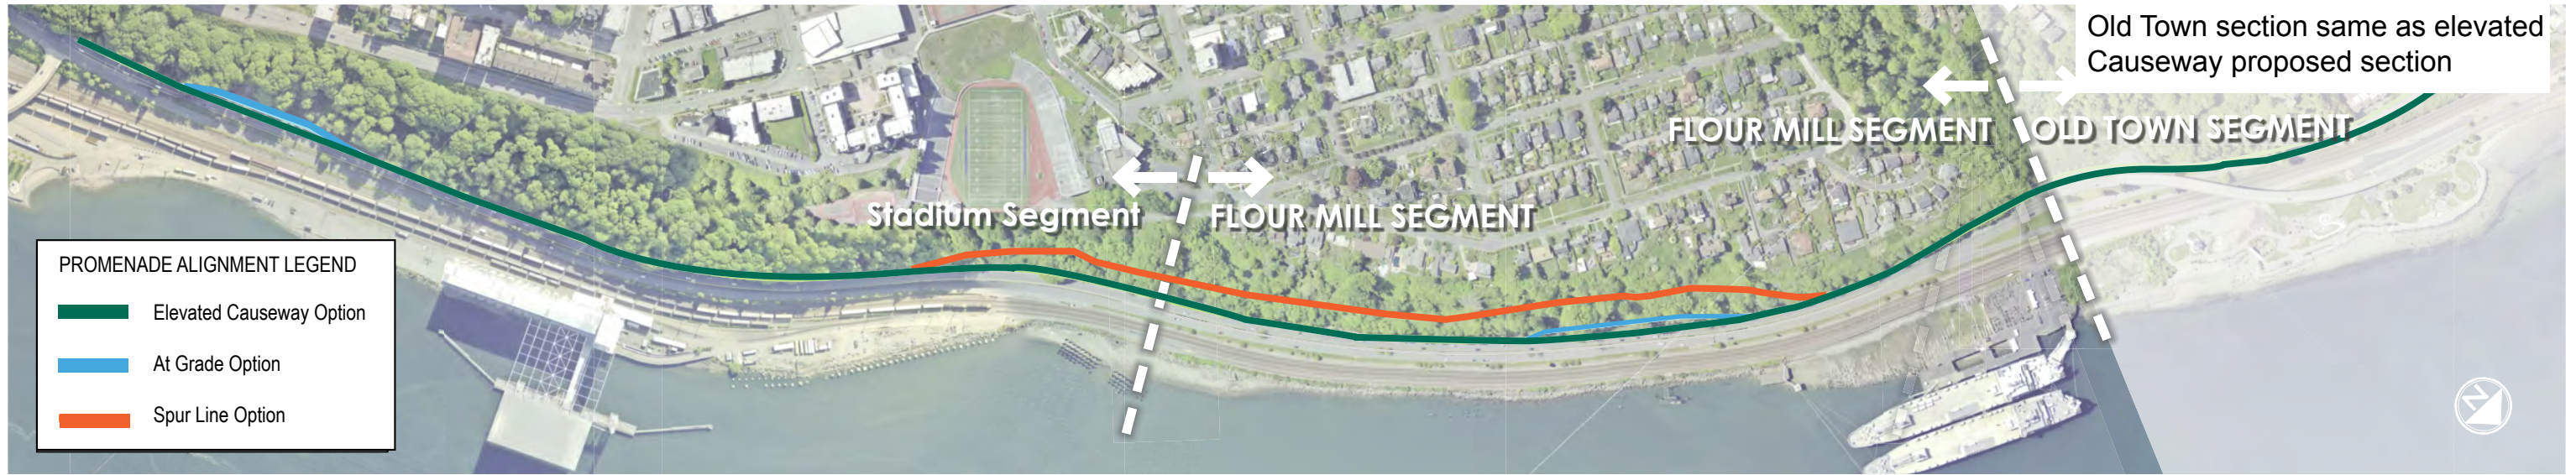 Old Town section same as elevated
Causeway proposed section
FLOUR MILL SEGMENT
OLD TOWN SEGMENT
Stadium Segment
FLOUR MILL SEGMENT
PROMENADE ALIGNMENT LEGEND
Elevated Causeway Option
At Grade Option
Spur Line Option
N